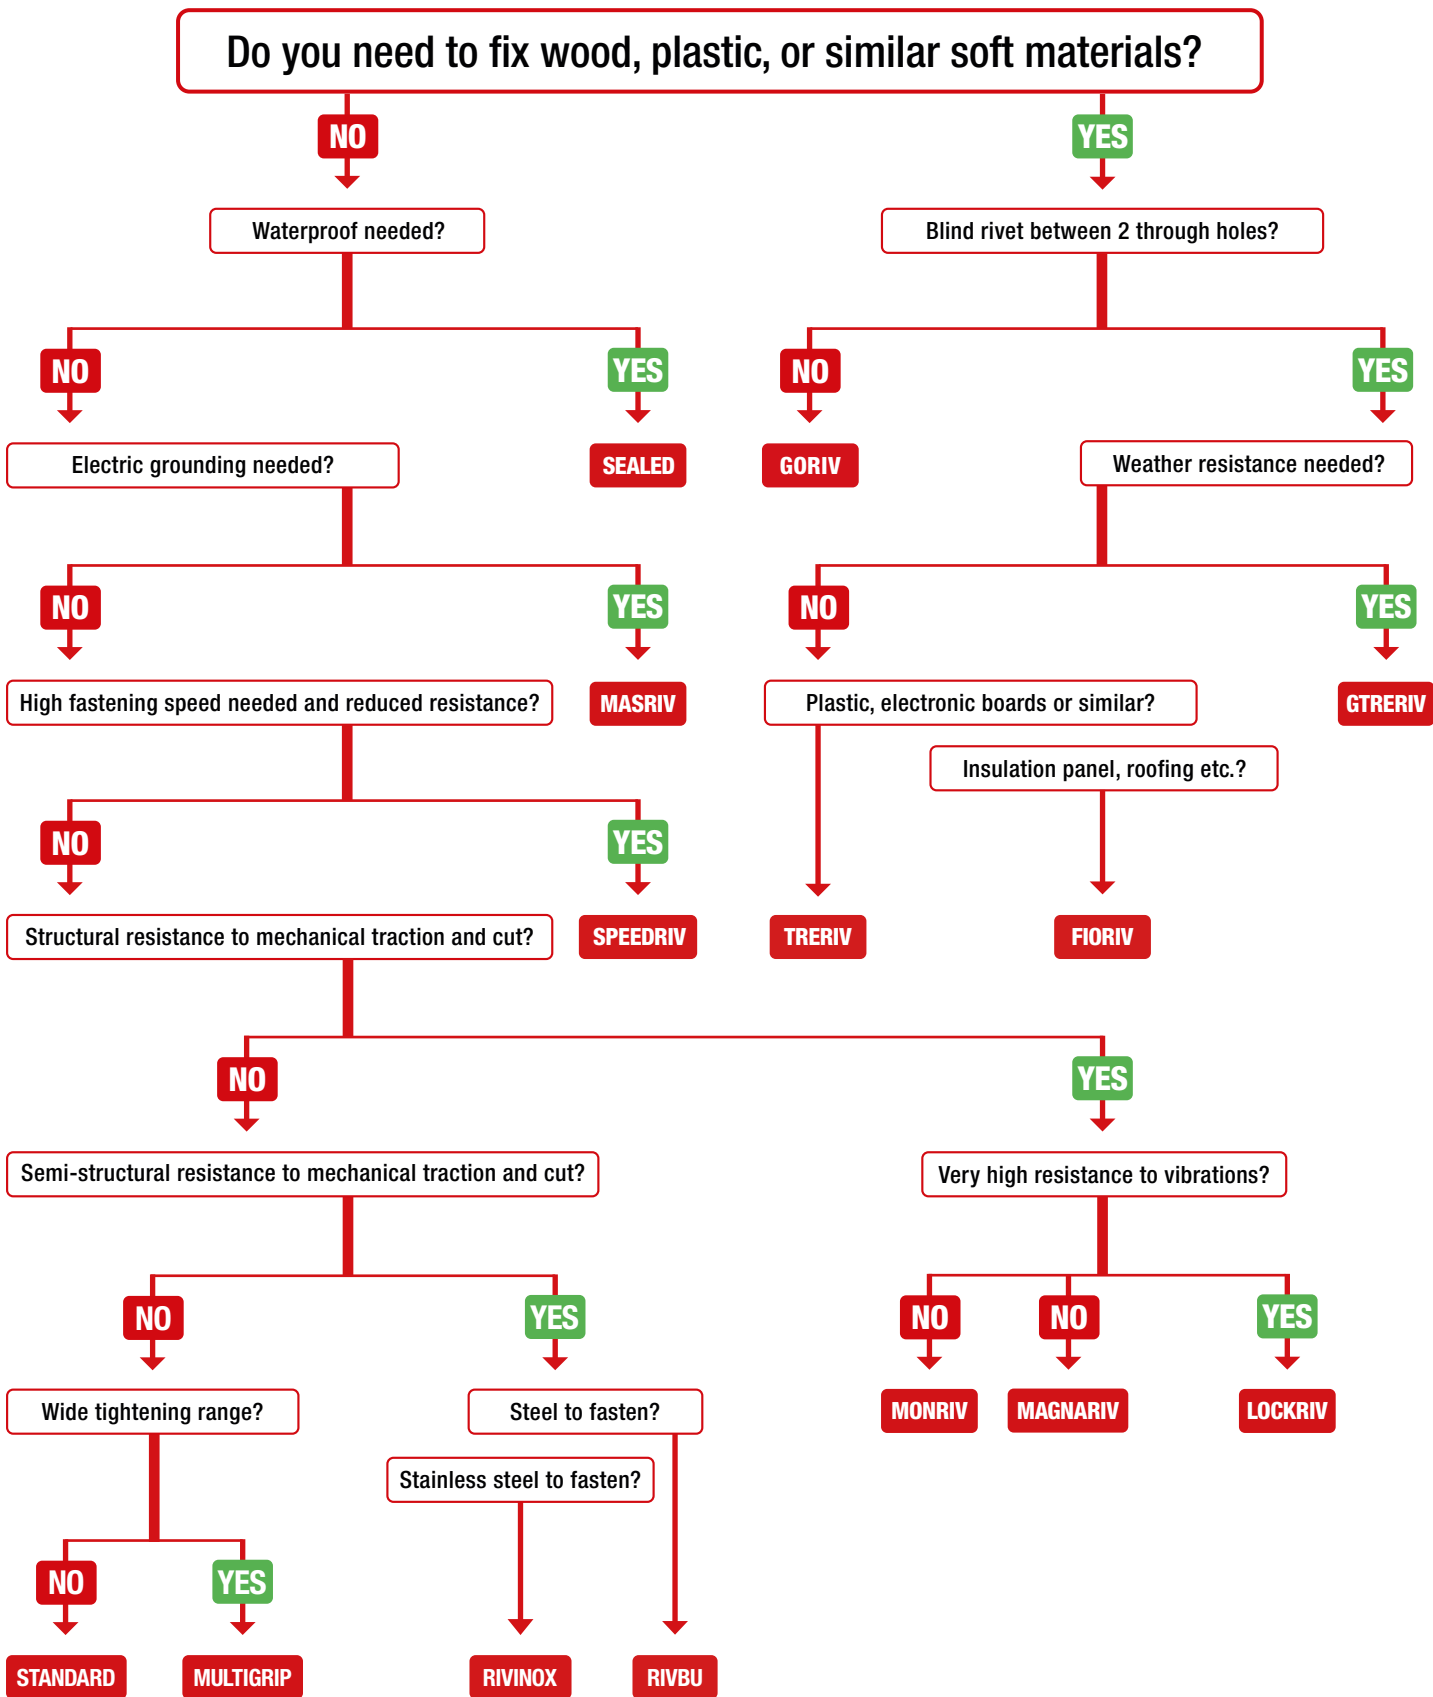 Do you need to fix wood, plastic, or similar soft materials?
NO
YES
Waterproof needed?
Blind rivet between 2 through holes?
NO
YES
NO
YES
Electric grounding needed?
SEALED
GORIV
Weather resistance needed?
NO
YES
NO
YES
High fastening speed needed and reduced resistance?
MASRIV
Plastic, electronic boards or similar?
GTRERIV
Insulation panel, roofing etc.?
NO
YES
Structural resistance to mechanical traction and cut?
SPEEDRIV
TRERIV
FIORIV
NO
YES
Semi-structural resistance to mechanical traction and cut?
Very high resistance to vibrations?
NO
YES
NO
NO
YES
Wide tightening range?
Steel to fasten?
MONRIV
MAGNARIV
LOCKRIV
Stainless steel to fasten?
NO
YES
STANDARD
MULTIGRIP
RIVINOX
RIVBU